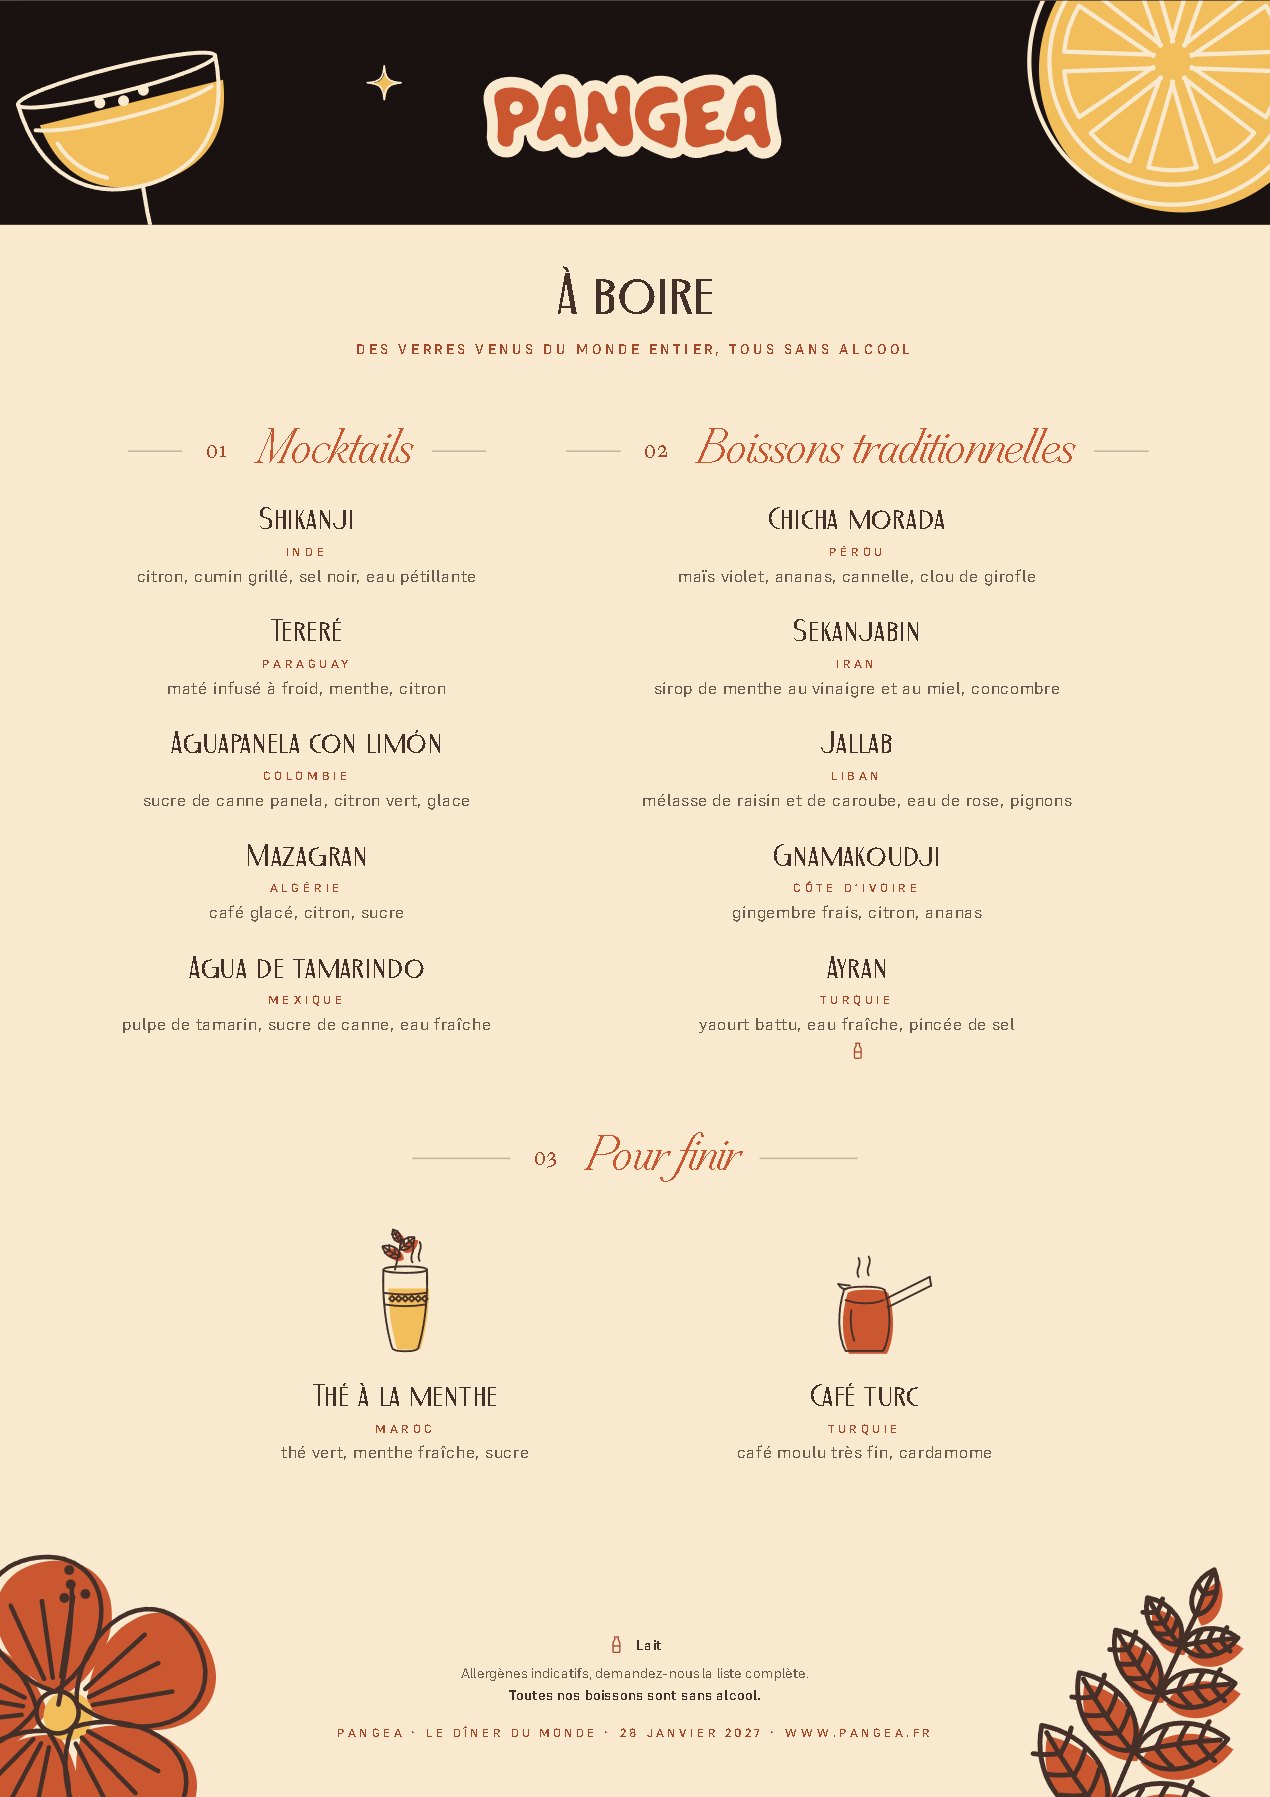 PANGEA
À BOIRE
DES VERRES VENUS DU MONDE ENTIER, TOUS SANS ALCOOL
01 Mocktails
SHIKANJI
INDE
citron, cumin grillé, sel noir, eau pétillante
TERERÉ
PARAGUAY
maté infusé à froid, menthe, citron
AGUAPANELA CON LIMÓN
COLOMBIE
sucre de canne panela, citron vert, glace
MAZAGRAN
ALGÉRIE
café glacé, citron, sucre
AGUA DE TAMARINDO
MEXIQUE
pulpe de tamarin, sucre de canne, eau fraîche
02 Boissons traditionnelles
CHICHA MORADA
PÉROU
maïs violet, ananas, cannelle, clou de girofle
SEKANJABIN
IRAN
sirop de menthe au vinaigre et au miel, concombre
JALLAB
LIBAN
mélasse de raisin et de caroube, eau de rose, pignons
GNAMAKOUDJI
CÔTE D'IVOIRE
gingembre frais, citron, ananas
AYRAN
TURQUIE
yaourt battu, eau fraîche, pincée de sel
03 Pour finir
THÉ À LA MENTHE
MAROC
thé vert, menthe fraîche, sucre
CAFÉ TURC
TURQUIE
café moulu très fin, cardamome
Lait
Allergènes indicatifs, demandez-nous la liste complète.
Toutes nos boissons sont sans alcool.
PANGEA · LE DÎNER DU MONDE · 28 JANVIER 2027 · WWW.PANGEA.FR